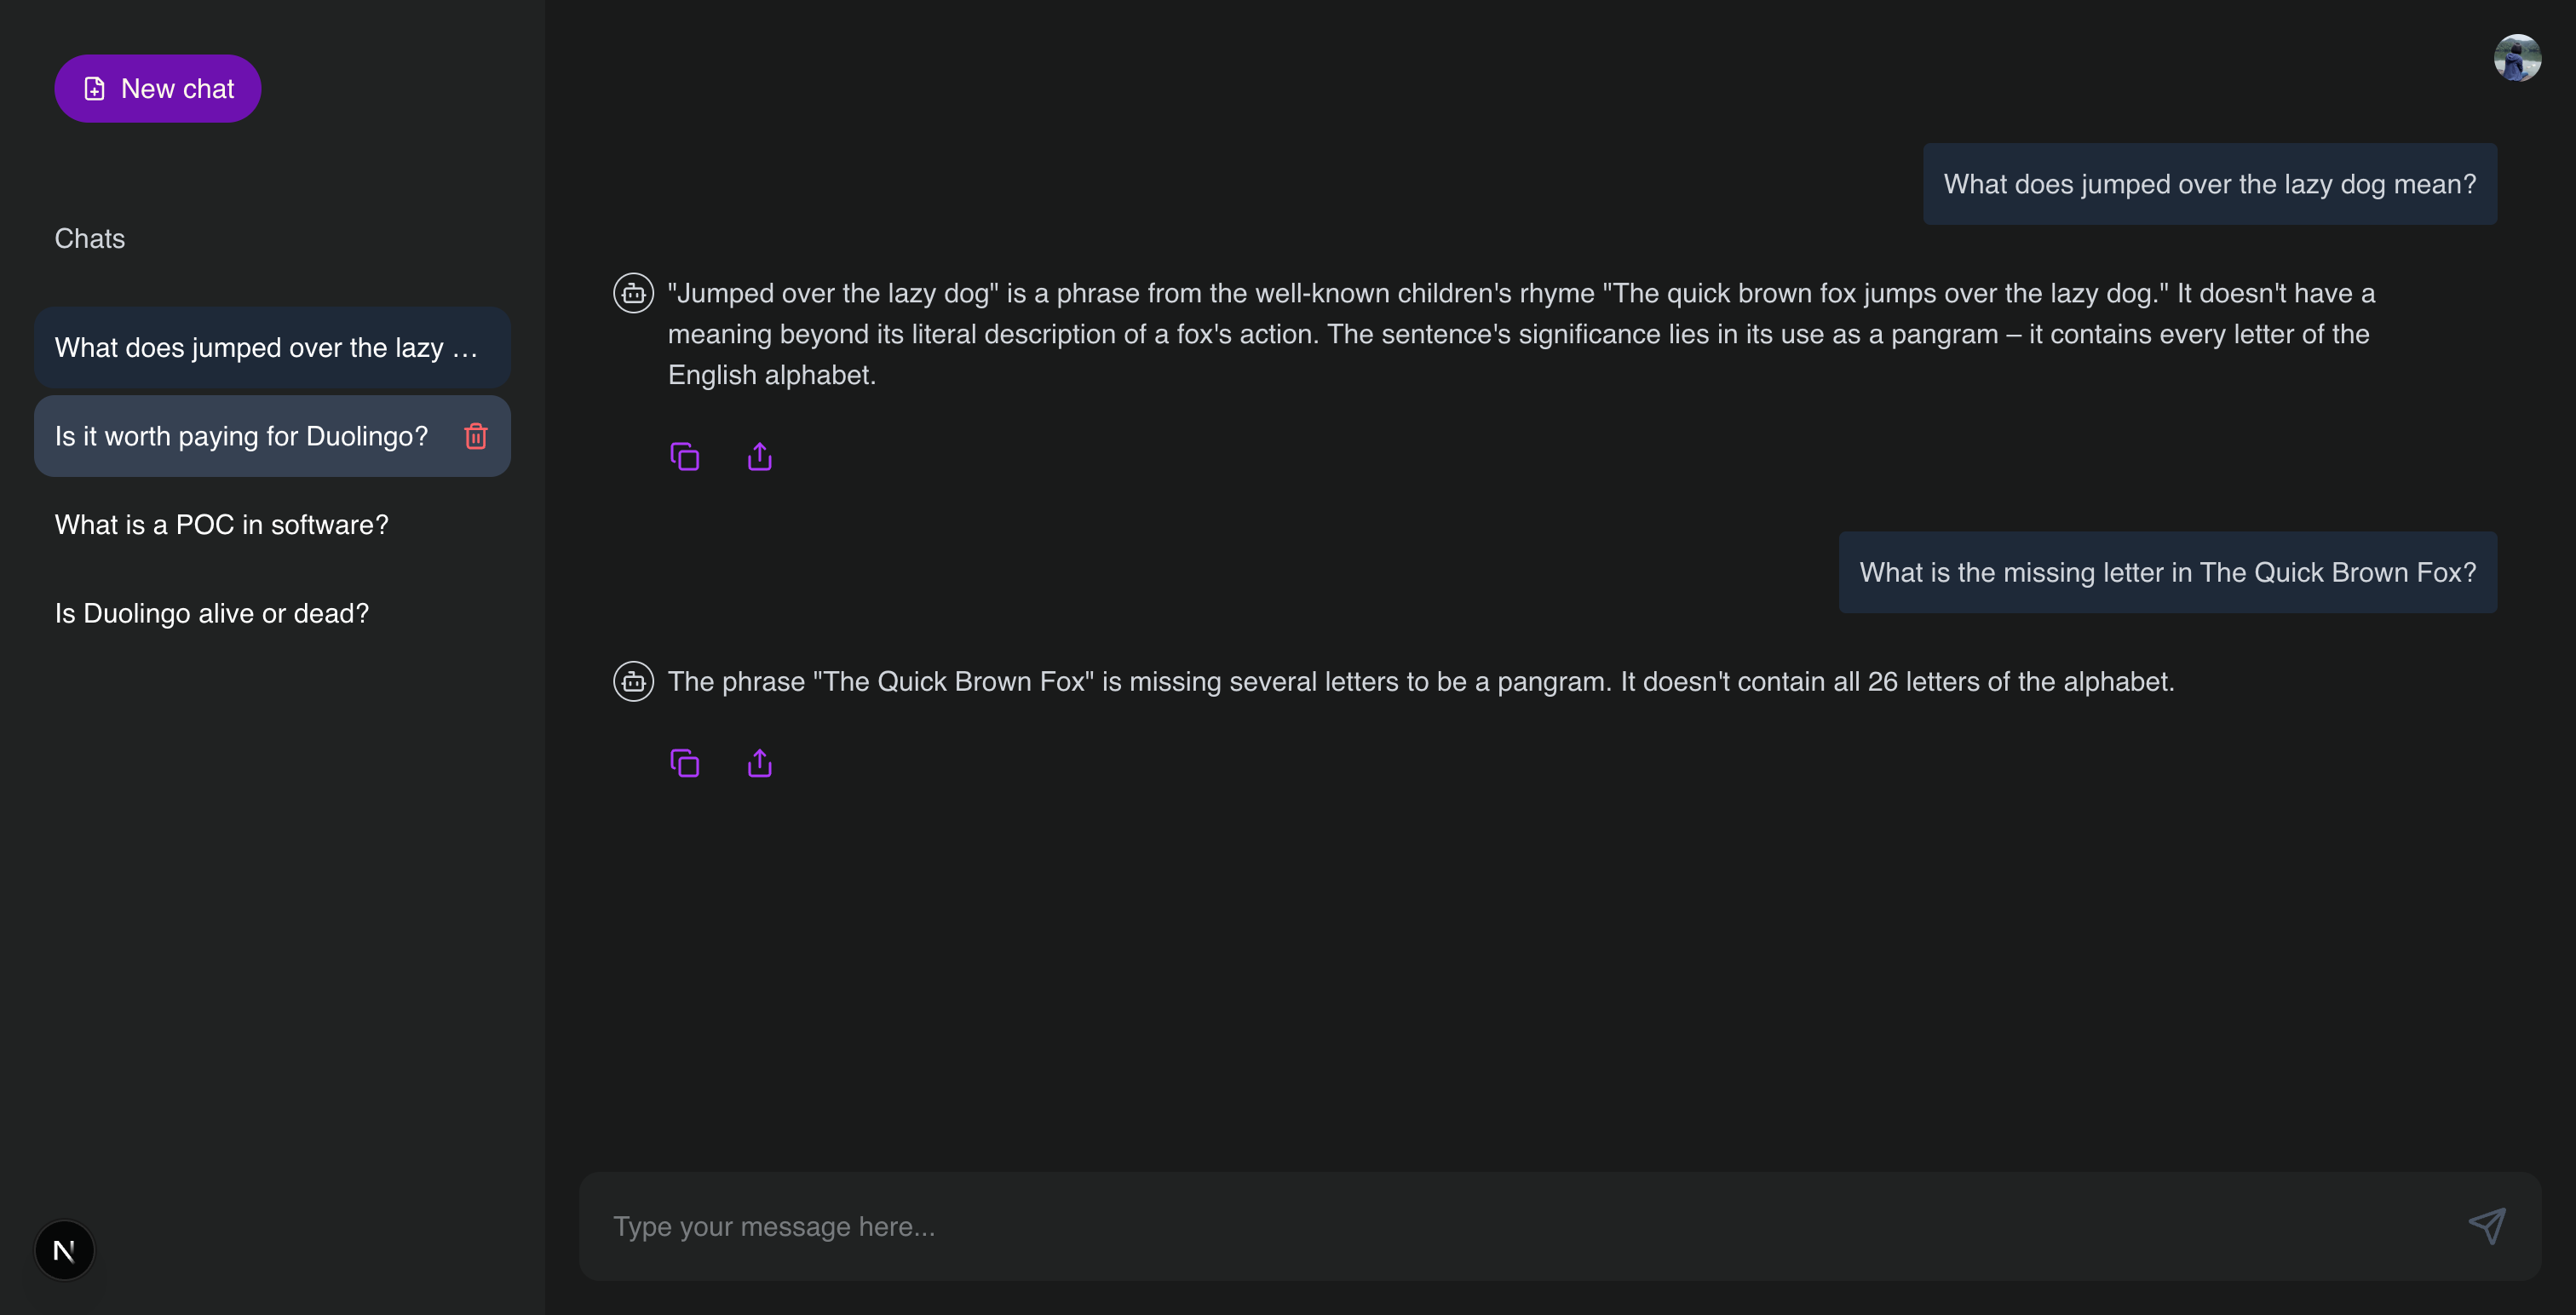 New chat
Chats
What does jumped over the lazy …
Is it worth paying for Duolingo?
What is a POC in software?
Is Duolingo alive or dead?
N
What does jumped over the lazy dog mean?
"Jumped over the lazy dog" is a phrase from the well-known children's rhyme "The quick brown fox jumps over the lazy dog." It doesn't have a
meaning beyond its literal description of a fox's action. The sentence's significance lies in its use as a pangram – it contains every letter of the
English alphabet.
What is the missing letter in The Quick Brown Fox?
The phrase "The Quick Brown Fox" is missing several letters to be a pangram. It doesn't contain all 26 letters of the alphabet.
Type your message here...